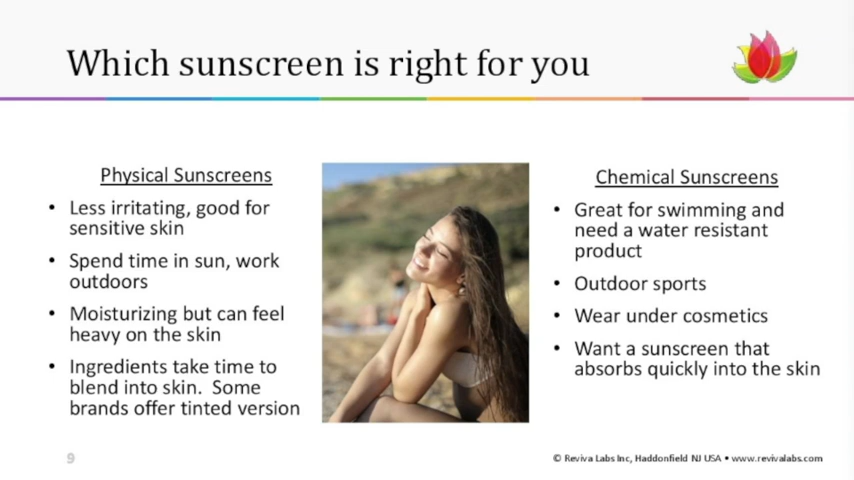 Which sunscreen is right for you
Physical Sunscreens
• Less irritating, good for
sensitive skin
• Spend time in sun, work
outdoors
• Moisturizing but can feel
heavy on the skin
• Ingredients take time to
blend into skin.  Some
brands offer tinted version
Chemical Sunscreens
• Great for swimming and
need a water resistant
product
• Outdoor sports
• Wear under cosmetics
• Want a sunscreen that
absorbs quickly into the skin
9
© Reviva Labs Inc, Haddonfield NJ USA • www.revivalabs.com